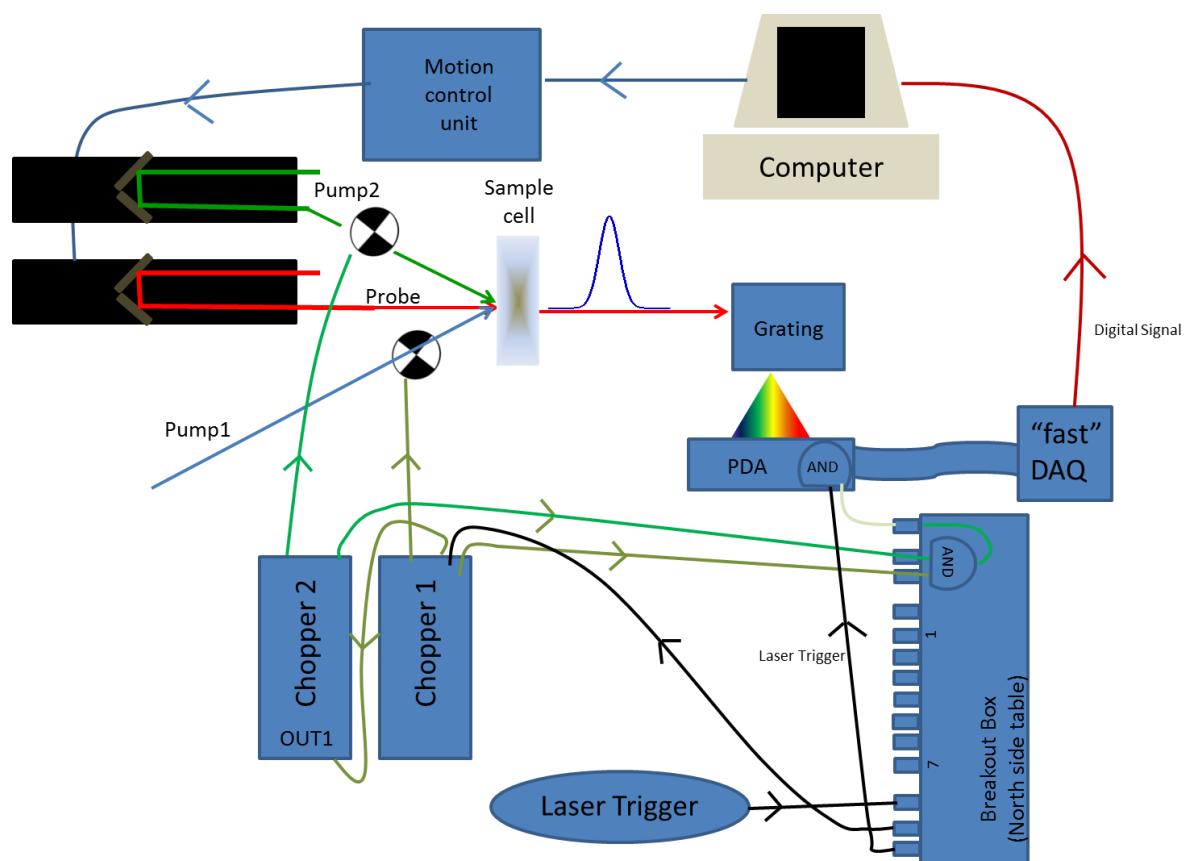 Motion
control
unit
Computer
Pump2
Sample
cell
Probe
Grating
Digital Signal
Pump1
PDA
AND
“fast”
DAQ
AND
Chopper 2
OUT1
Chopper 1
1
Laser Trigger
7
Breakout Box
(North side table)
Laser Trigger